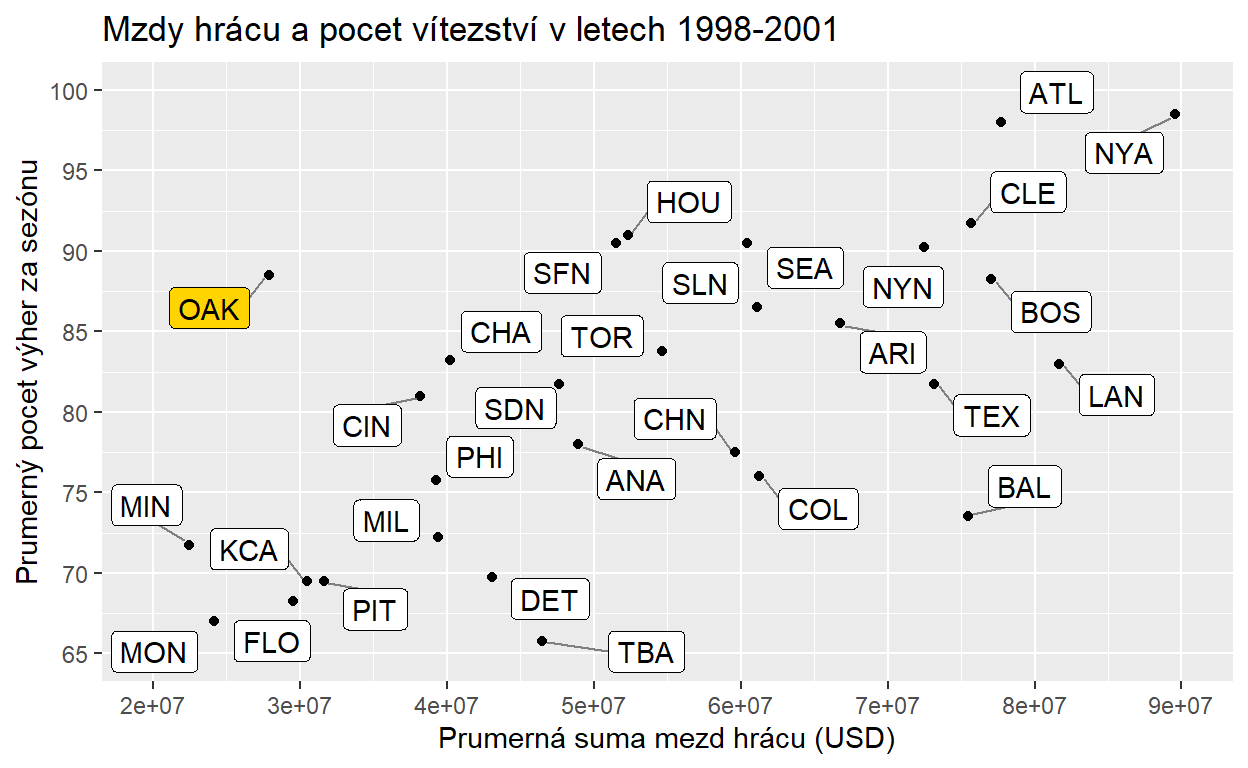 Mzdy hrácu a pocet vítezství v letech 1998-2001
Prumerný pocet výher za sezónu
100
95
90
85
80
75
70
65
ATL
NYA
CLE
HOU
SFN
SLN
SEA
NYN
OAK
BOS
CHA
TOR
ARI
LAN
SDN
TEX
CIN
CHN
PHI
ANA
BAL
MIN
MIL
COL
KCA
PIT
DET
MON
FLO
TBA
2e+07 3e+07 4e+07 5e+07 6e+07 7e+07 8e+07 9e+07
Prumerná suma mezd hrácu (USD)